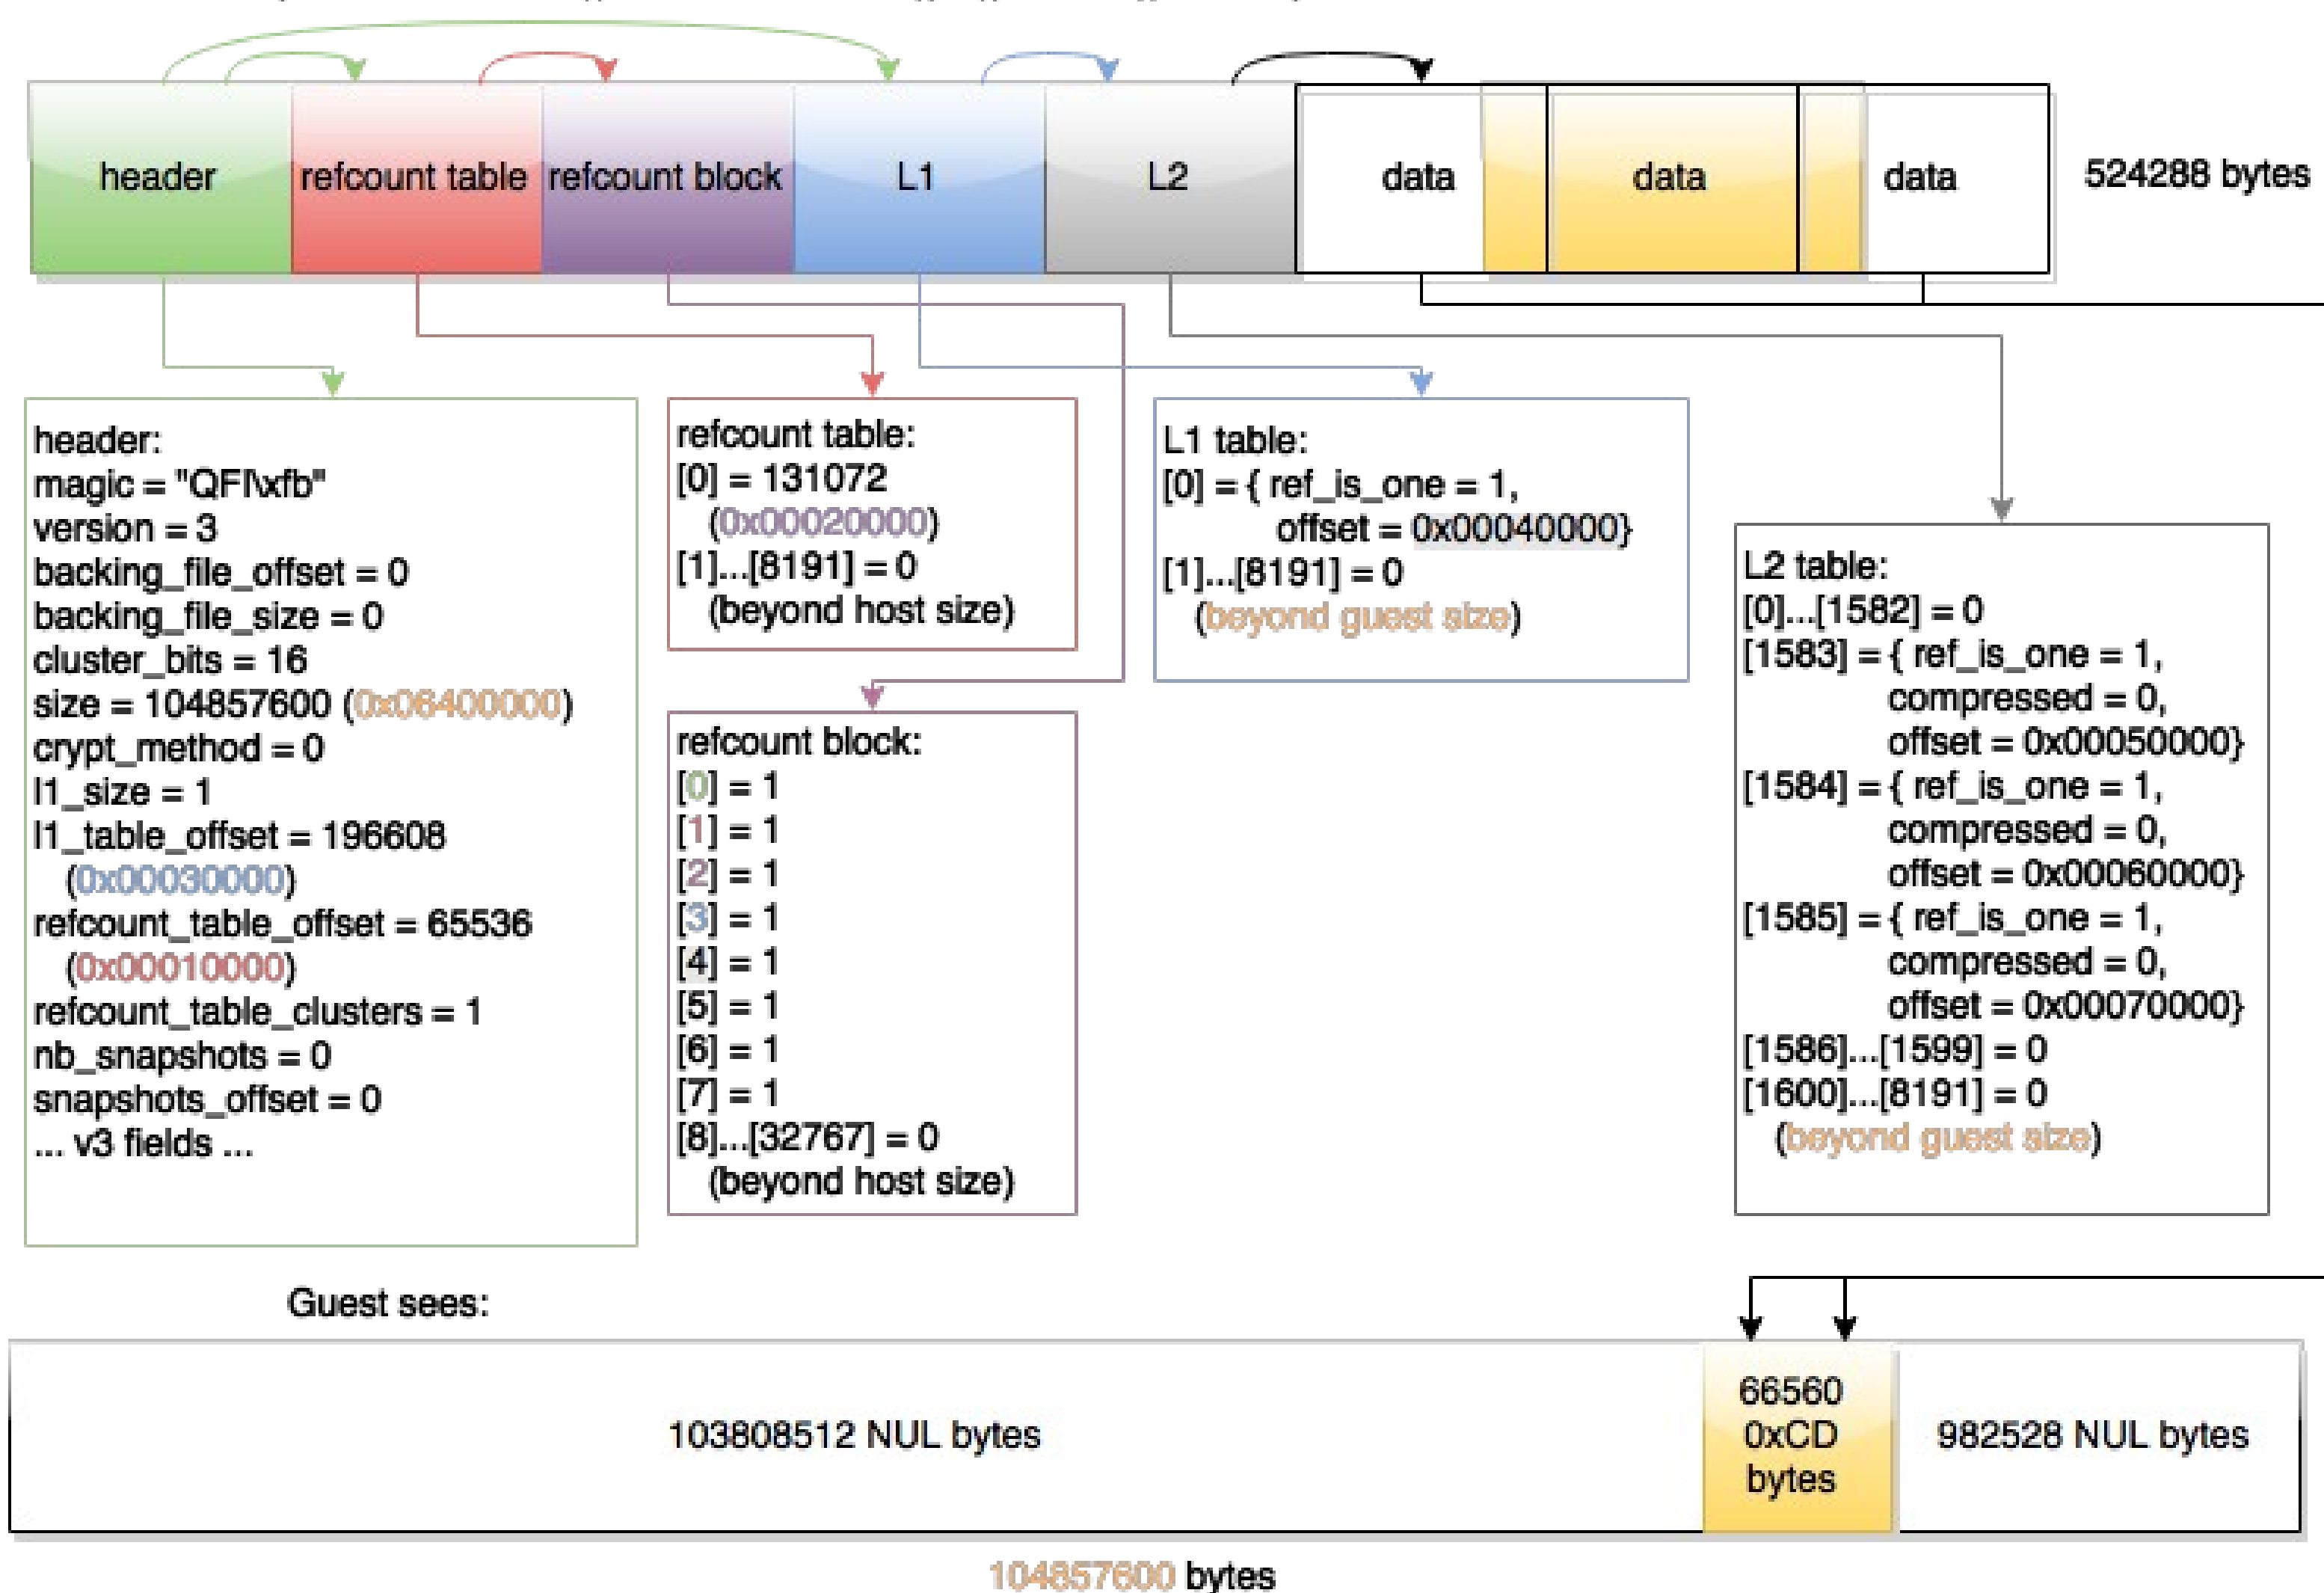 header
refcount table
refcount block
L1
L2
data
data
data
524288 bytes
header:
magic = "QFI\xfb"
version = 3
backing_file_offset = 0
backing_file_size = 0
cluster_bits = 16
size = 104857600 (0x06400000)
crypt_method = 0
l1_size = 1
l1_table_offset = 196608
(0x00030000)
refcount_table_offset = 65536
(0x00010000)
refcount_table_clusters = 1
nb_snapshots = 0
snapshots_offset = 0
... v3 fields ...
refcount table:
[0] = 131072
(0x00020000)
[1]...[8191] = 0
(beyond host size)
refcount block:
[0] = 1
[1] = 1
[2] = 1
[3] = 1
[4] = 1
[5] = 1
[6] = 1
[7] = 1
[8]...[32767] = 0
(beyond host size)
L1 table:
[0] = { ref_is_one = 1,
offset = 0x00040000}
[1]...[8191] = 0
(beyond guest size)
L2 table:
[0]...[1582] = 0
[1583] = { ref_is_one = 1,
compressed = 0,
offset = 0x00050000}
[1584] = { ref_is_one = 1,
compressed = 0,
offset = 0x00060000}
[1585] = { ref_is_one = 1,
compressed = 0,
offset = 0x00070000}
[1586]...[1599] = 0
[1600]...[8191] = 0
(beyond guest size)
Guest sees:
103808512 NUL bytes
66560
0xCD
bytes
982528 NUL bytes
104857600 bytes